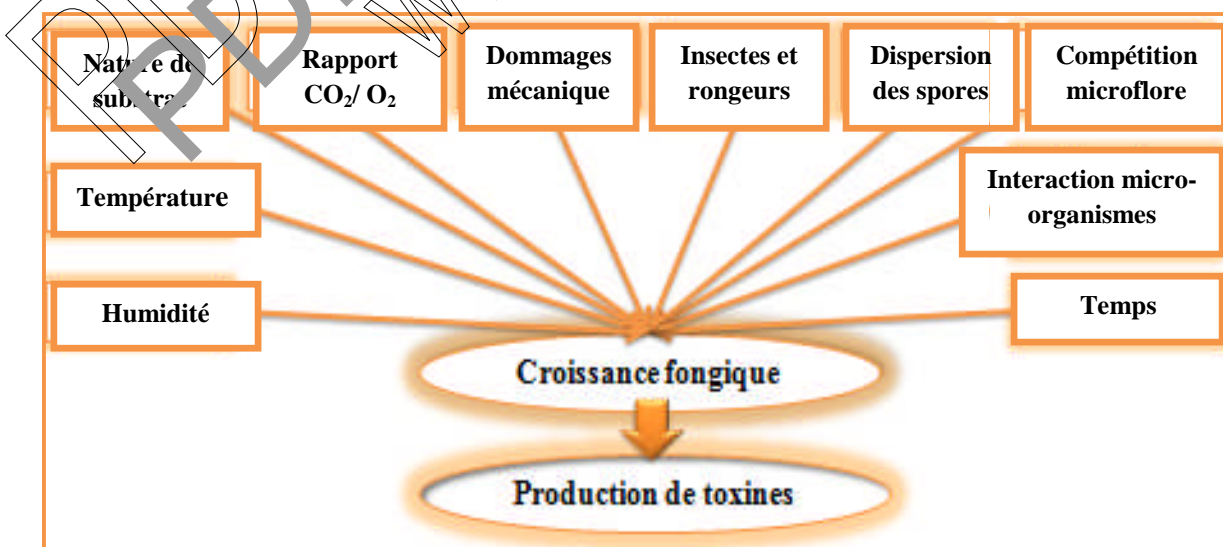 Nature de
substrat
Rapport
CO₂/ O₂
Dommages
mécanique
Insectes et
rongeurs
Dispersion
des spores
Compétition
microflore
Température
Interaction micro-
organismes
Humidité
Temps
Croissance fongique
Production de toxines